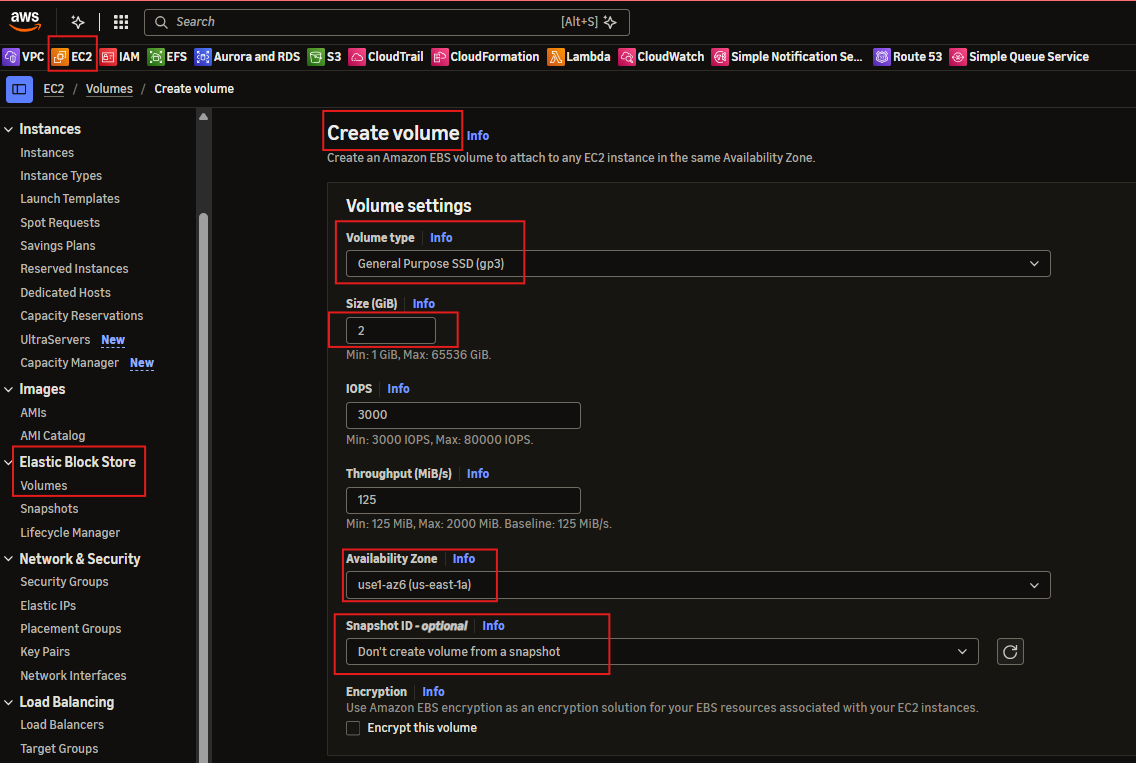 aws
Search [Alt+S]
VPC EC2 IAM EFS Aurora and RDS S3 CloudTrail CloudFormation Lambda CloudWatch Simple Notification Se... Route 53 Simple Queue Service
EC2 / Volumes / Create volume
Instances
Instances
Instance Types
Launch Templates
Spot Requests
Savings Plans
Reserved Instances
Dedicated Hosts
Capacity Reservations
UltraServers New
Capacity Manager New
Images
AMIs
AMI Catalog
Elastic Block Store
Volumes
Snapshots
Lifecycle Manager
Network & Security
Security Groups
Elastic IPs
Placement Groups
Key Pairs
Network Interfaces
Load Balancing
Load Balancers
Target Groups
Create volume Info
Create an Amazon EBS volume to attach to any EC2 instance in the same Availability Zone.
Volume settings
Volume type Info
General Purpose SSD (gp3)
Size (GiB) Info
2
Min: 1 GiB, Max: 65536 GiB.
IOPS Info
3000
Min: 3000 IOPS, Max: 80000 IOPS.
Throughput (MiB/s) Info
125
Min: 125 MiB, Max: 2000 MiB. Baseline: 125 MiB/s.
Availability Zone Info
use1-az6 (us-east-1a)
Snapshot ID - optional Info
Don't create volume from a snapshot
Encryption Info
Use Amazon EBS encryption as an encryption solution for your EBS resources associated with your EC2 instances.
Encrypt this volume